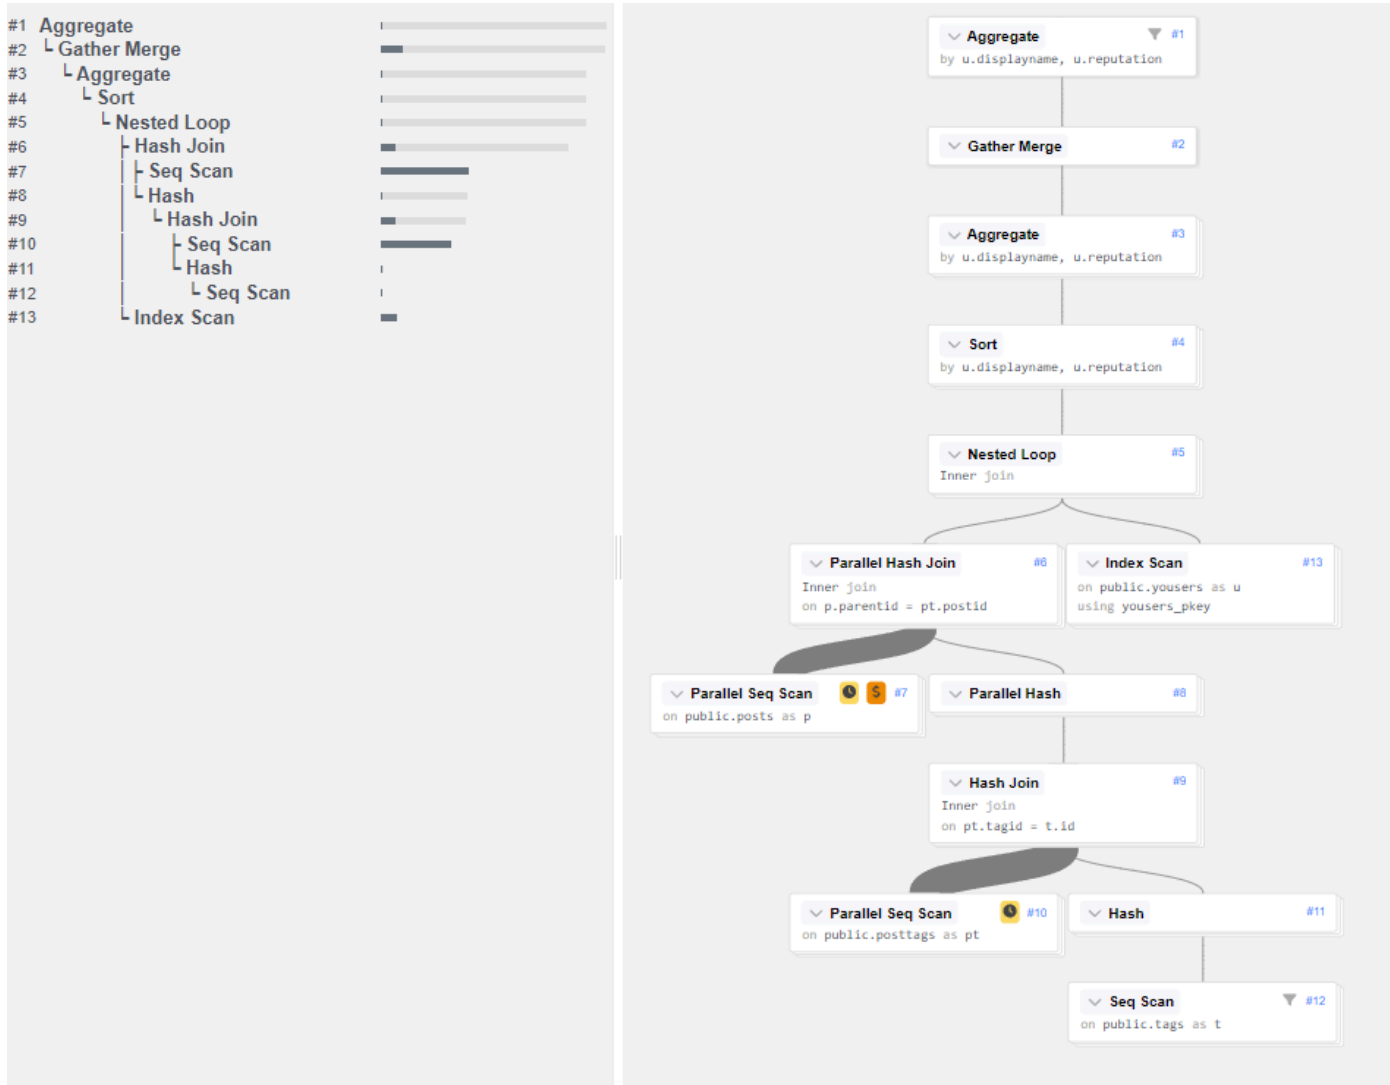 #1 Aggregate
#2 Gather Merge
#3 Aggregate
#4 Sort
#5 Nested Loop
#6 Hash Join
#7 Seq Scan
#8 Hash
#9 Hash Join
#10 Seq Scan
#11 Hash
#12 Seq Scan
#13 Index Scan
Aggregate #1
by u.displayname, u.reputation
Gather Merge #2
Aggregate #3
by u.displayname, u.reputation
Sort #4
by u.displayname, u.reputation
Nested Loop #5
Inner join
Parallel Hash Join #6
Inner join
on p.parentid = pt.postid
Index Scan #13
on public.yousers as u
using yousers_pkey
Parallel Seq Scan $ #7
on public.posts as p
Parallel Hash #8
Hash Join #9
Inner join
on pt.tagid = t.id
Parallel Seq Scan #10
on public.posttags as pt
Hash #11
Seq Scan #12
on public.tags as t